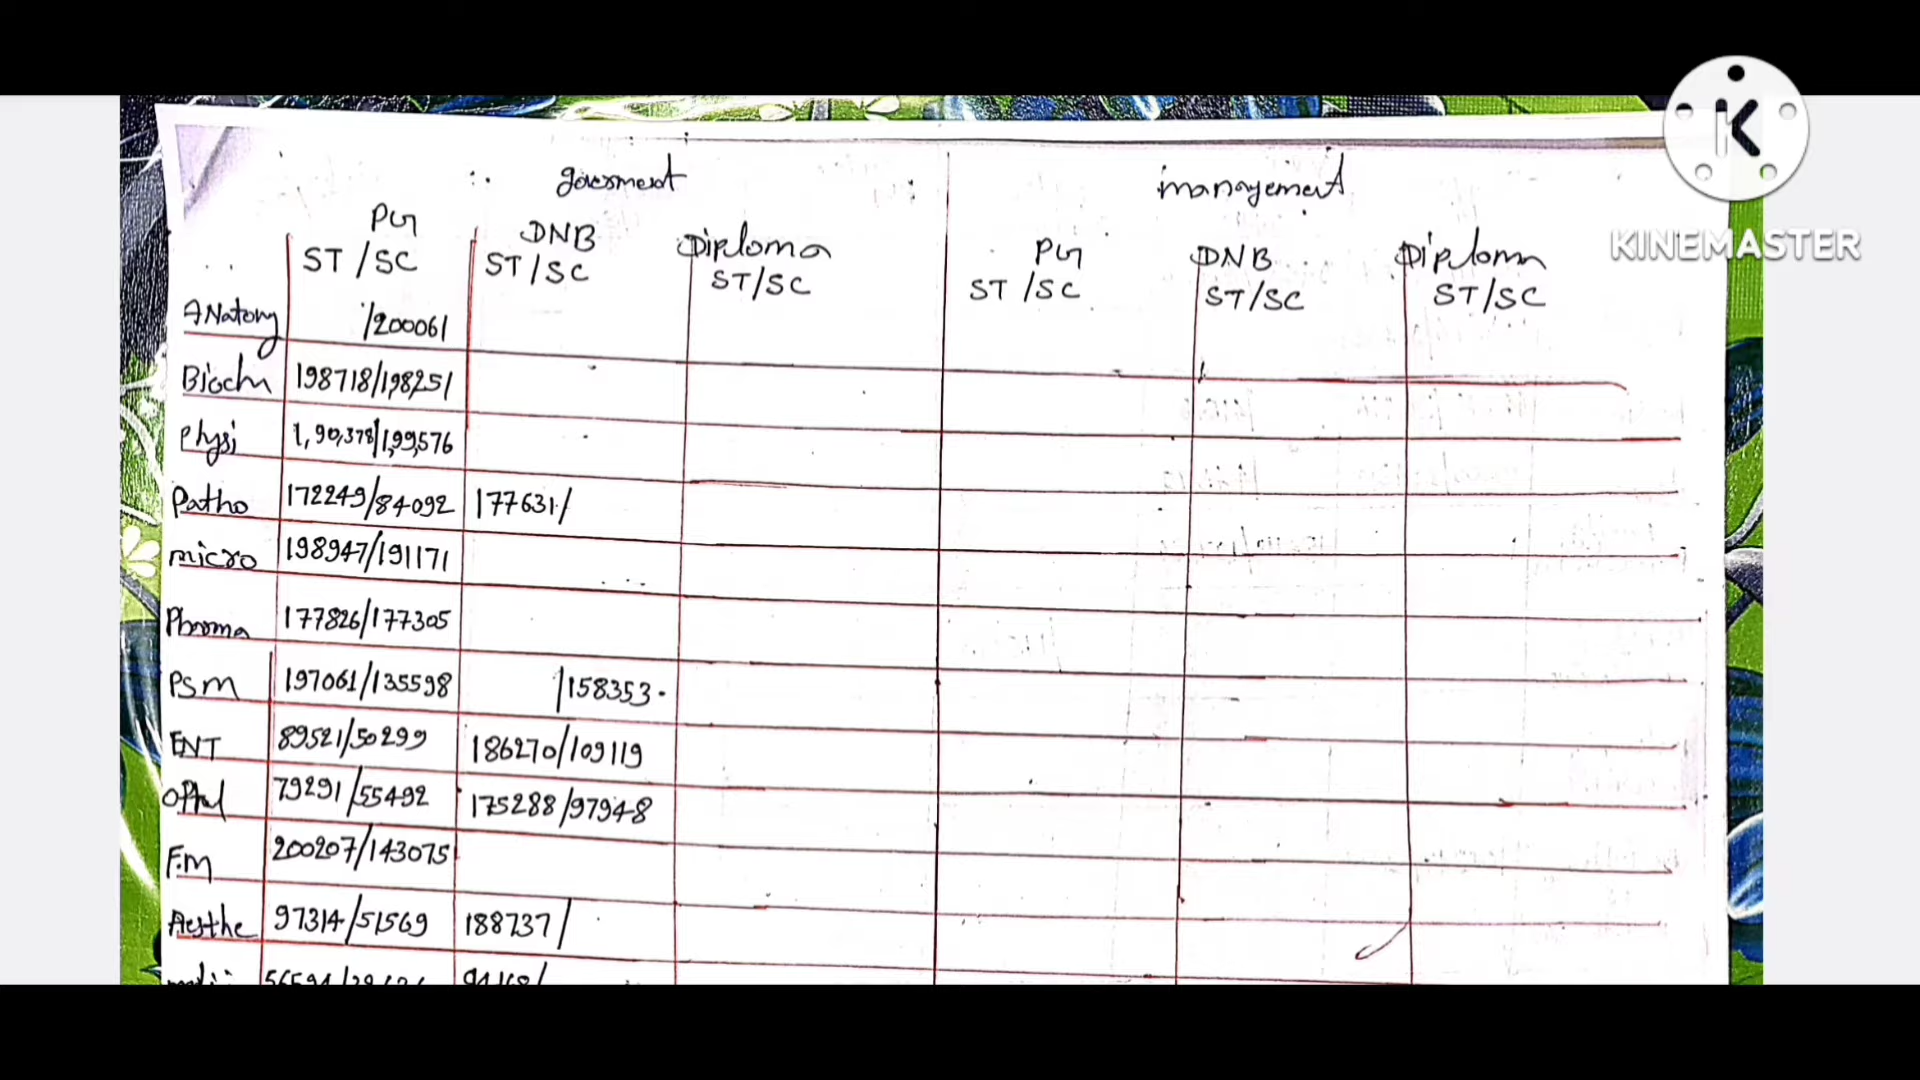 KINEMASTER
goverment management
PG DNB Diploma PG DNB Diploma
ST/SC ST/SC ST/SC ST/SC ST/SC ST/SC
ANatomy /200061
Biochm 198718/198251
Physi 1,90,378/1,99,576
Patho 172249/84092 177631/
micro 198947/191171
Pharma 177826/177305
PSM 197061/135598 /158353
ENT 89521/50299 186270/109119
OPtal 79291/55492 175288/97948
F.M 200207/143075
Aesthe 97314/51569 188737/